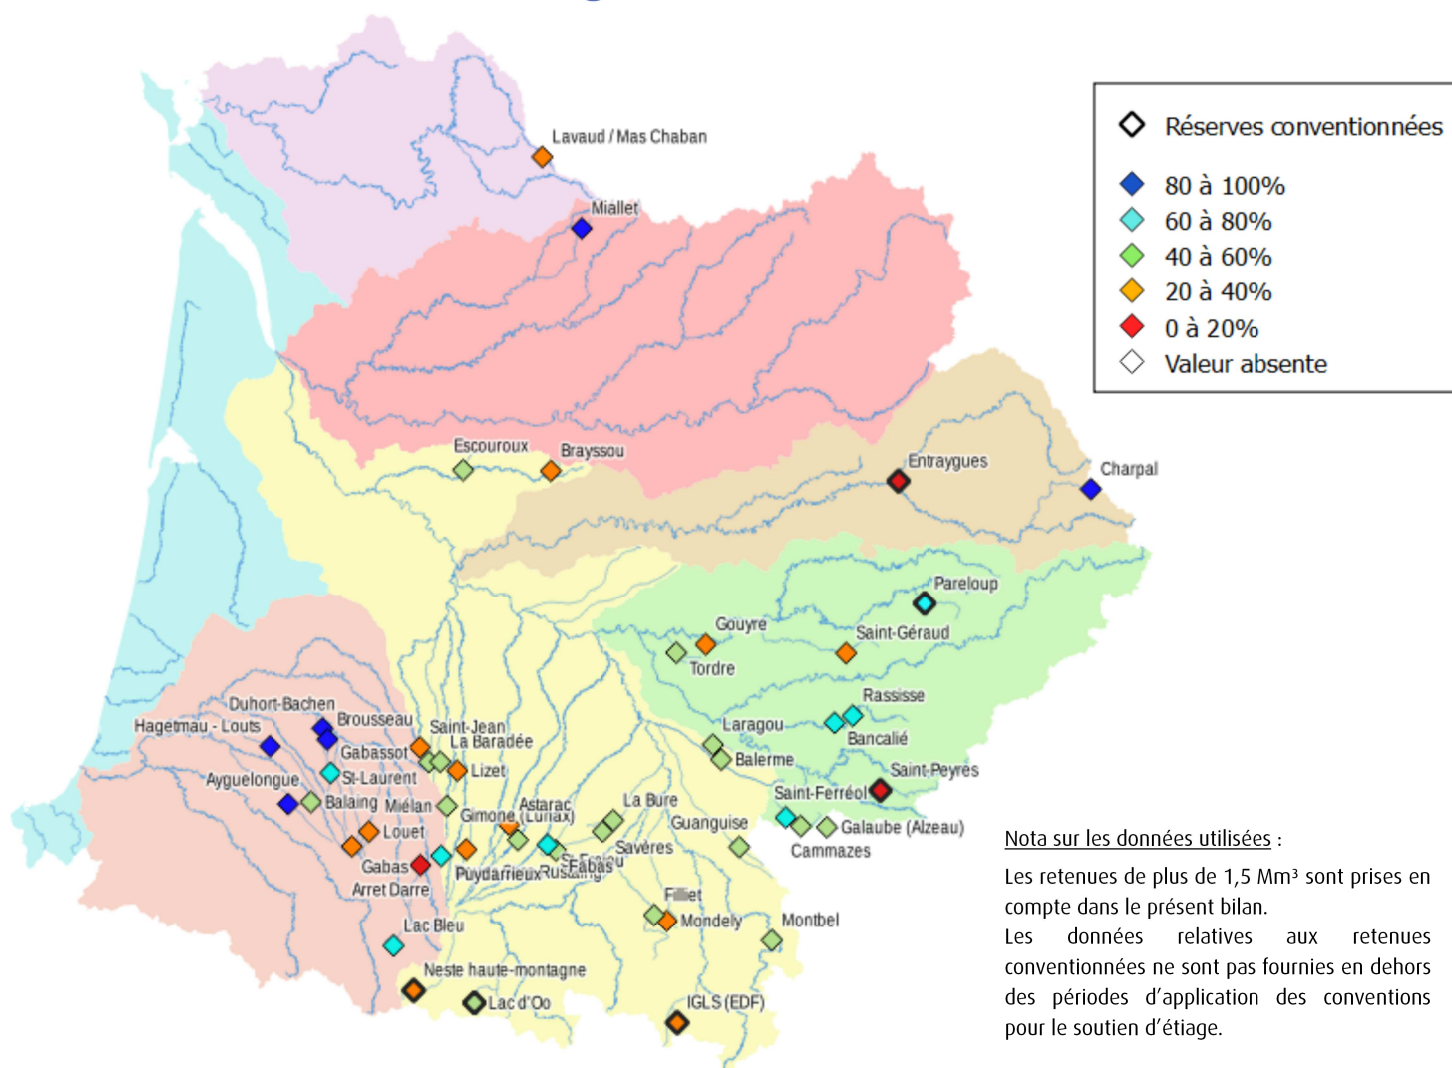 Lavaud / Mas Chaban
Miallet
Réserves conventionnées
80 à 100%
60 à 80%
40 à 60%
20 à 40%
0 à 20%
Valeur absente
Escouroux
Brayssou
Entraygues
Charpal
Pareloup
Gouyre
Saint-Géraud
Tordre
Rassisse
Bancalié
Duhort-Bachen
Brousseau
Hagetmau - Louts
Saint-Jean
Gabassot
La Baradée
Laragou
Balerme
Lizet
St-Laurent
Ayguelongue
Balaing
Miélan
Saint-Peyres
Saint-Ferréol
Astarac
Gimone (Lunax)
La Bure
Guanguise
Galaube (Alzeau)
Cammazes
Louet
Savères
Gabas
Puydarrieux
Fabas
Arret Darre
Filliet
Mondely
Montbel
Lac Bleu
Neste haute-montagne
Lac d'Oo
IGLS (EDF)
Nota sur les données utilisées :
Les retenues de plus de 1,5 Mm³ sont prises en
compte dans le présent bilan.
Les données relatives aux retenues
conventionnées ne sont pas fournies en dehors
des périodes d'application des conventions
pour le soutien d'étiage.